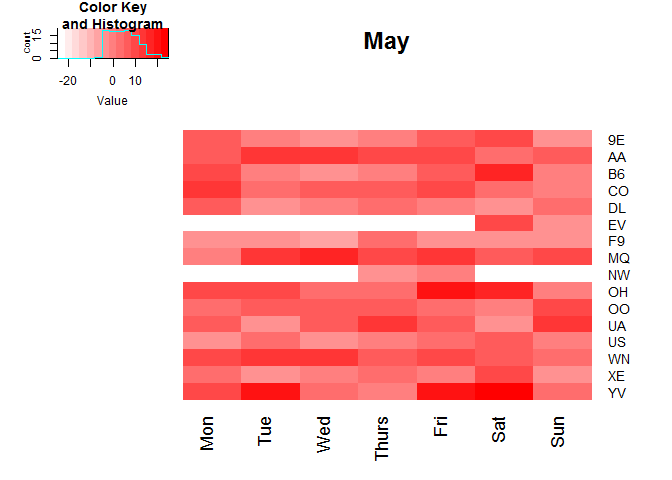 Color Key
and Histogram
Count
0 15
-20 0 10
Value
May
9E
AA
B6
CO
DL
EV
F9
MQ
NW
OH
OO
UA
US
WN
XE
YV
Mon Tue Wed Thurs Fri Sat Sun